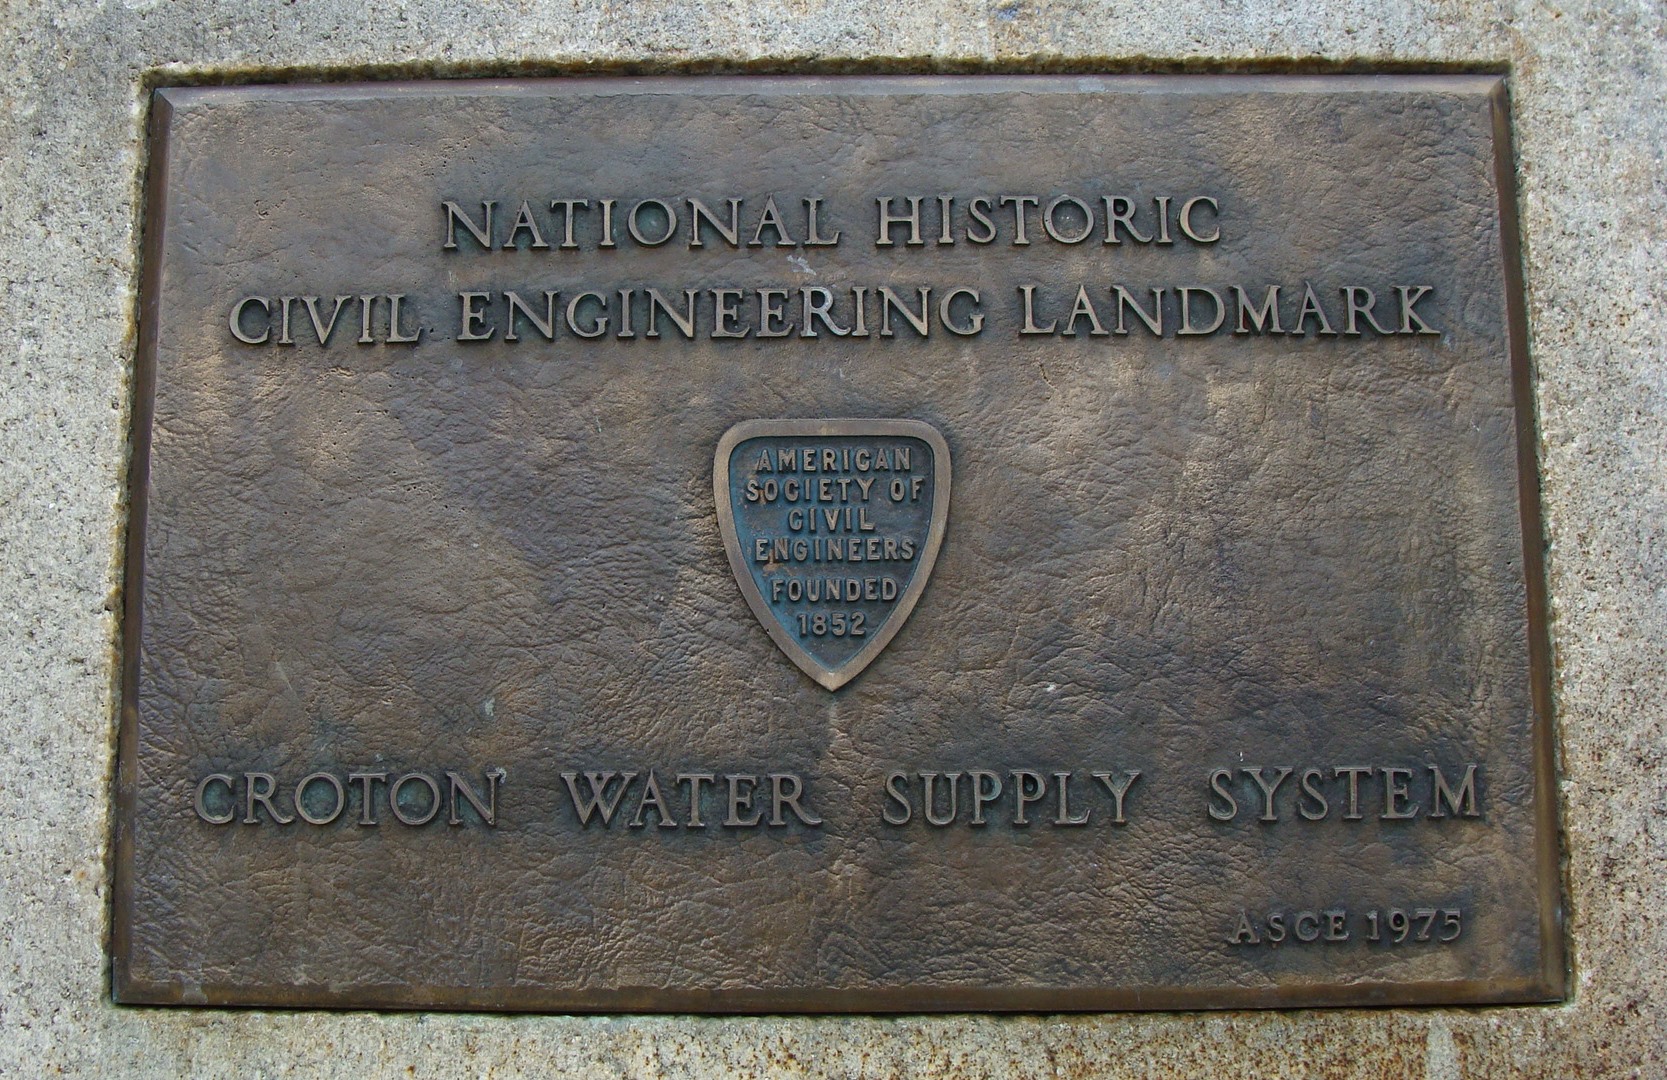 NATIONAL HISTORIC
CIVIL ENGINEERING LANDMARK
AMERICAN
SOCIETY OF
CIVIL
ENGINEERS
FOUNDED
1852
CROTON WATER SUPPLY SYSTEM
ASCE 1975